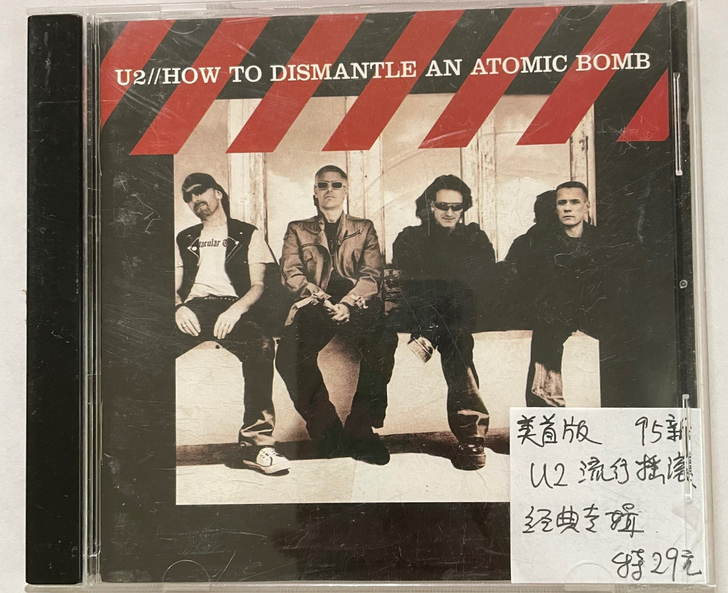 U2//HOW TO DISMANTLE AN ATOMIC BOMB
美首版 95新
U2 流行摇滚
经典专辑
特29元